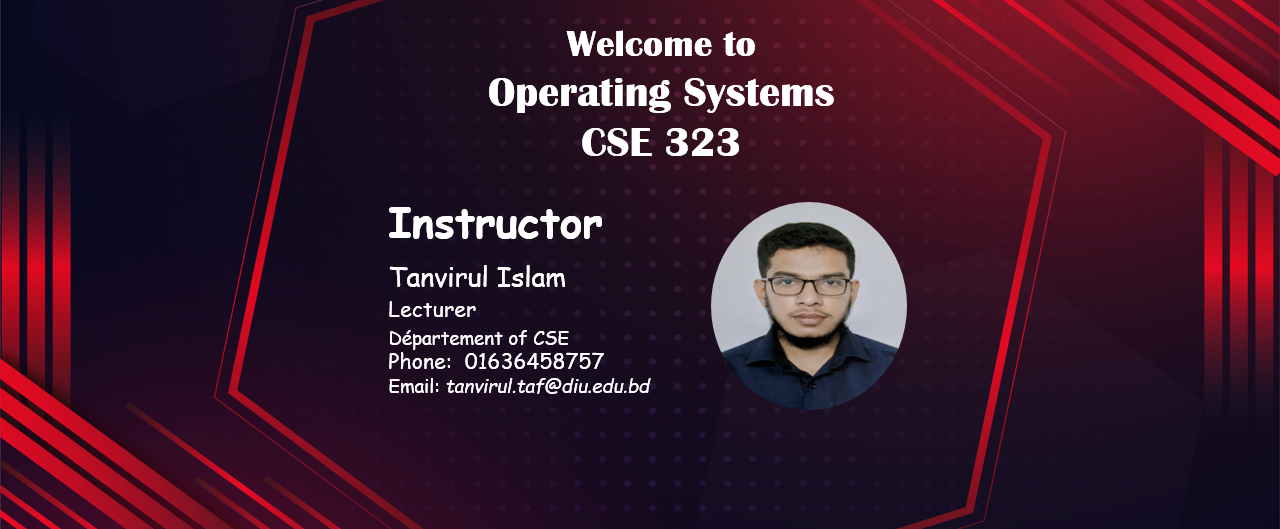 Welcome to
Operating Systems
CSE 323
Instructor
Tanvirul Islam
Lecturer
Département of CSE
Phone: 01636458757
Email: tanvirul.taf@diu.edu.bd